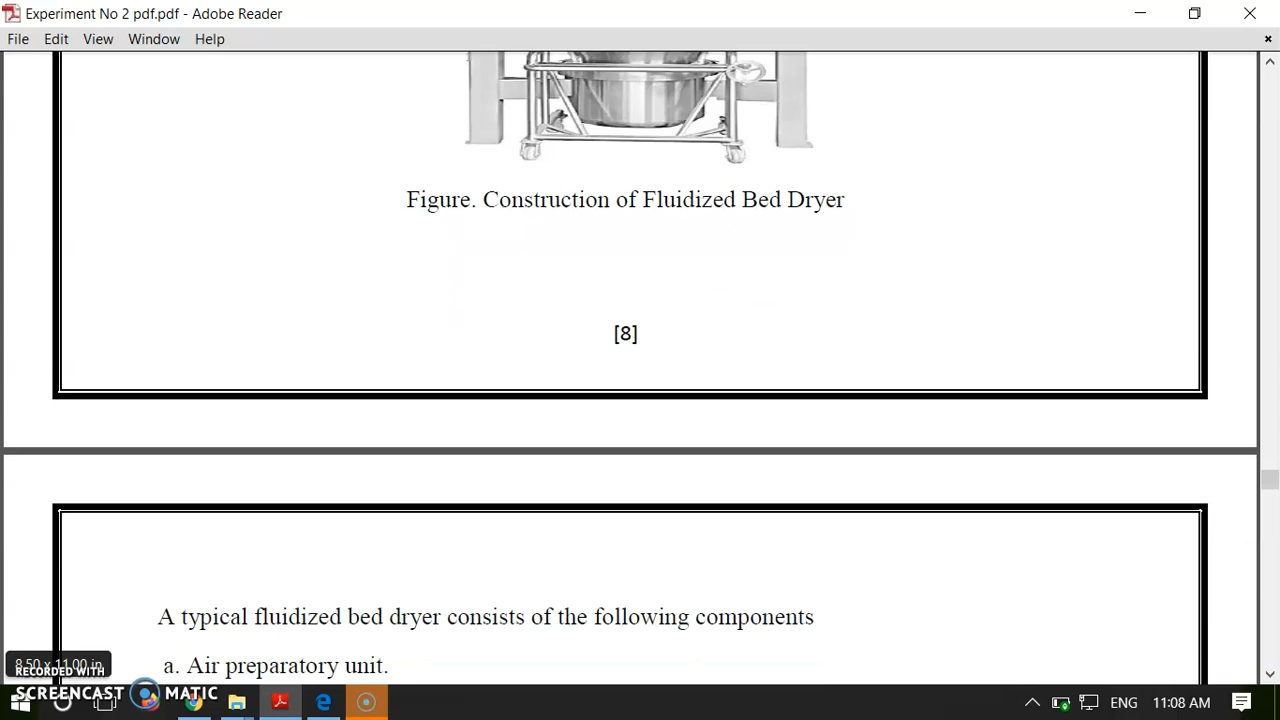 Experiment No 2 pdf.pdf - Adobe Reader
File Edit View Window Help
Figure. Construction of Fluidized Bed Dryer
[8]
A typical fluidized bed dryer consists of the following components
a. Air preparatory unit.
8.50 x 11.00 in
RECORDED WITH
SCREENCAST MATIC
ENG 11:08 AM